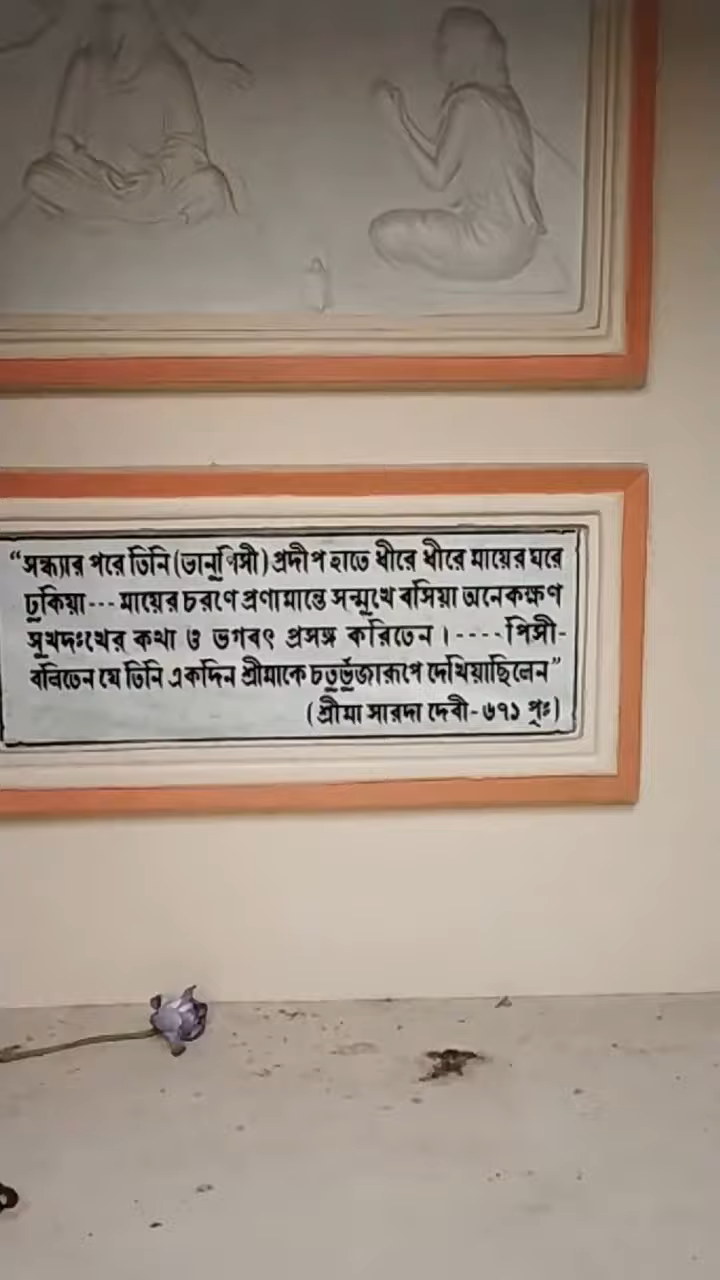 “সন্ধ্যার পরে তিনি (ভানুপিসী) প্রদীপ হাতে ধীরে ধীরে মায়ের ঘরে
ঢুকিয়া--- মায়ের চরণে প্রণামান্তে সন্মুখে বসিয়া অনেকক্ষণ
সুখদুঃখের কথা ও ভগবৎ প্রসঙ্গ করিতেন।----পিসী-
বলিতেন যে তিনি একদিন শ্রীমাকে চতুর্ভুজারূপে দেখিয়াছিলেন”
(শ্রীমা সারদা দেবী- ৬৭১ পৃঃ)